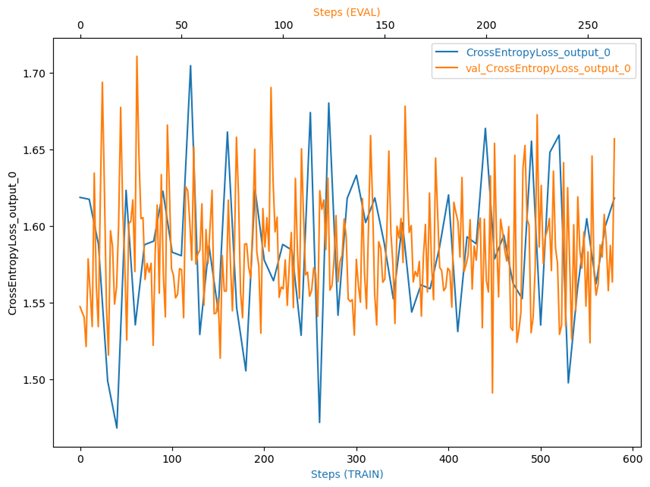 Steps (EVAL)
0 50 100 150 200 250
CrossEntropyLoss_output_0
val_CrossEntropyLoss_output_0
CrossEntropyLoss_output_0
1.70
1.65
1.60
1.55
1.50
0 100 200 300 400 500 600
Steps (TRAIN)